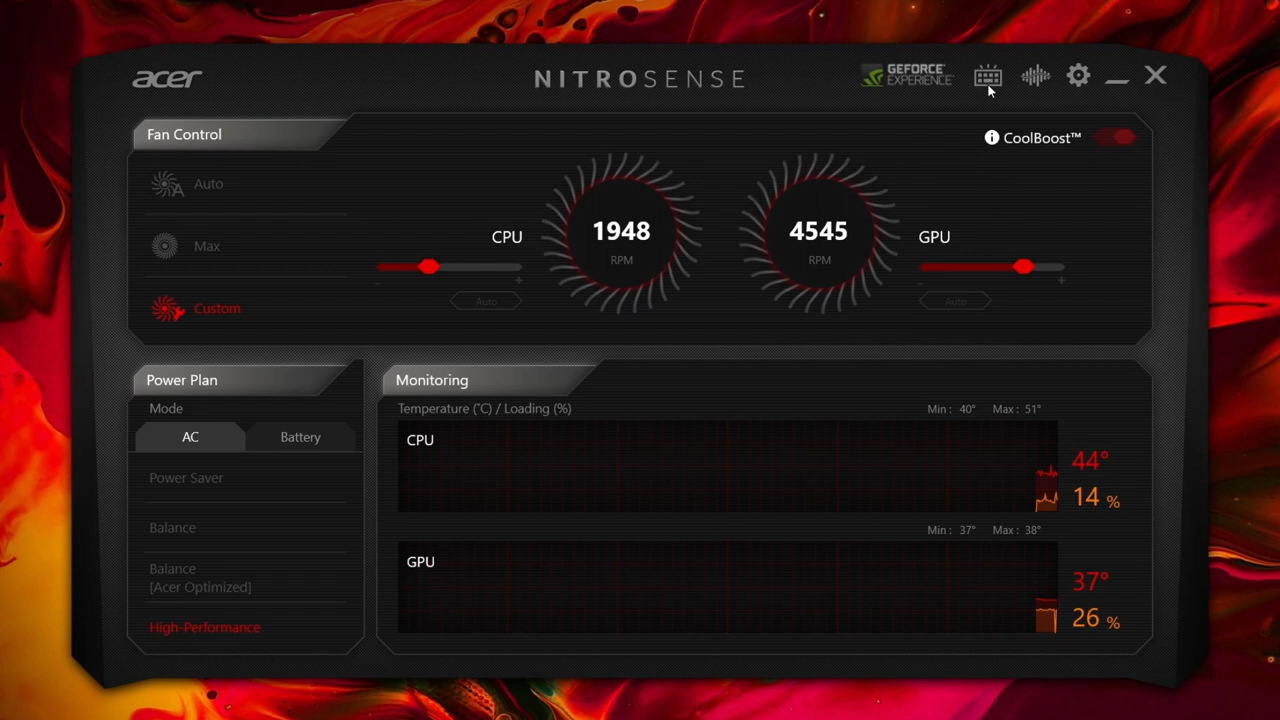 acer
NITROSENSE
GEFORCE
EXPERIENCE
Fan Control
CoolBoost™
Auto
Max
Custom
CPU
1948
RPM
- +
Auto
4545
RPM
GPU
- +
Auto
Power Plan
Mode
AC Battery
Power Saver
Balance
Balance
[Acer Optimized]
High-Performance
Monitoring
Temperature (°C) / Loading (%)
Min : 40° Max : 51°
CPU
44°
14 %
Min : 37° Max : 38°
GPU
37°
26 %